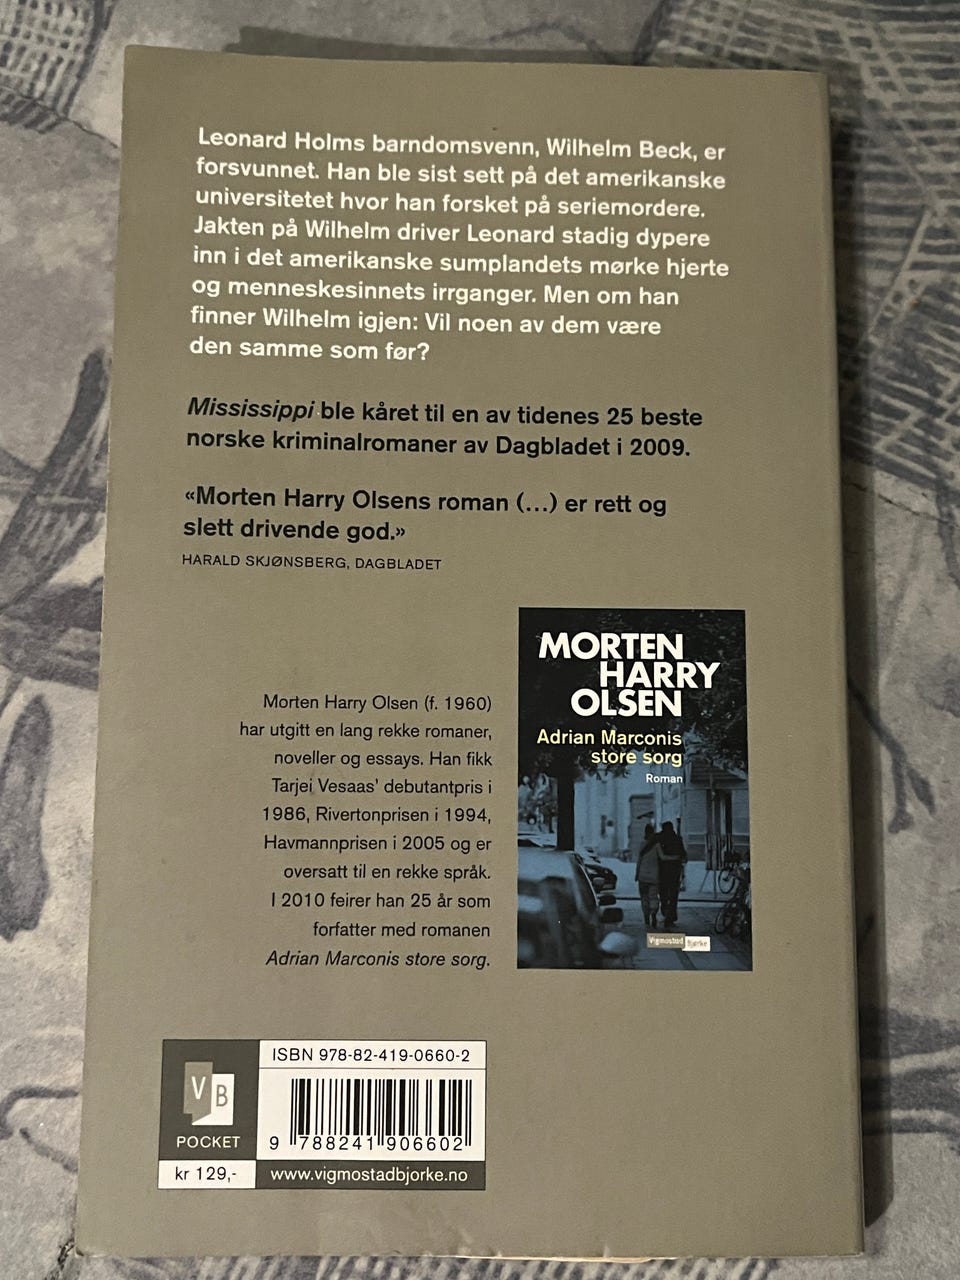 Leonard Holms barndomsvenn, Wilhelm Beck, er
forsvunnet. Han ble sist sett på det amerikanske
universitetet hvor han forsket på seriemordere.
Jakten på Wilhelm driver Leonard stadig dypere
inn i det amerikanske sumplandets mørke hjerte
og menneskesinnets irrganger. Men om han
finner Wilhelm igjen: Vil noen av dem være
den samme som før?
Mississippi ble kåret til en av tidenes 25 beste
norske kriminalromaner av Dagbladet i 2009.
«Morten Harry Olsens roman (...) er rett og
slett drivende god.»
HARALD SKJØNSBERG, DAGBLADET
Morten Harry Olsen (f. 1960)
har utgitt en lang rekke romaner,
noveller og essays. Han fikk
Tarjei Vesaas' debutantpris i
1986, Rivertonprisen i 1994,
Havmannprisen i 2005 og er
oversatt til en rekke språk.
I 2010 feirer han 25 år som
forfatter med romanen
Adrian Marconis store sorg.
MORTEN
HARRY
OLSEN
Adrian Marconis
store sorg
Roman
Vigmostad Bjørke
ISBN 978-82-419-0660-2
VB
POCKET
9 788241 906602
kr 129,-
www.vigmostadbjorke.no